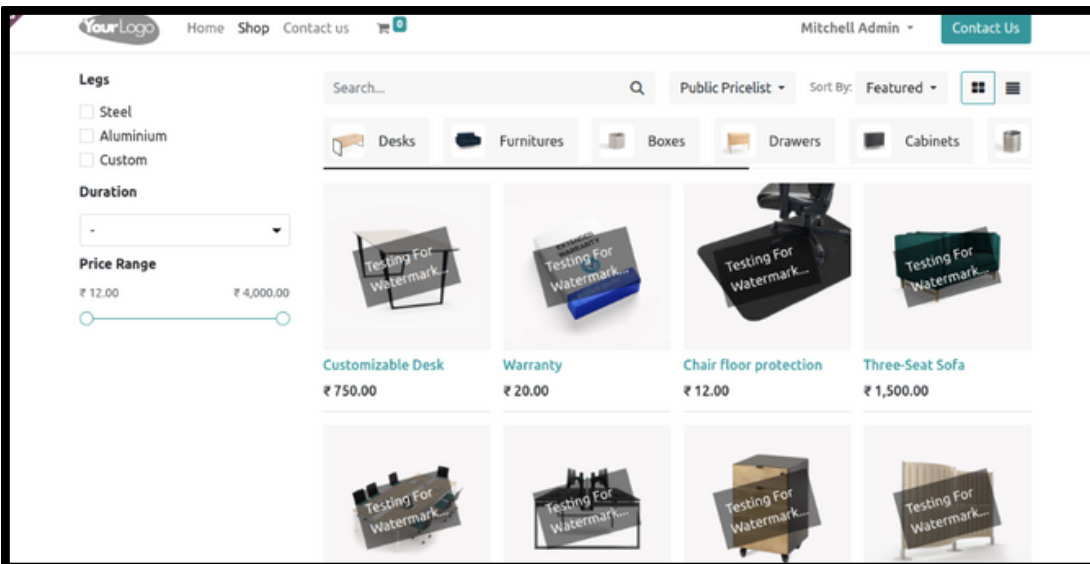 YourLogo Home Shop Contact us 0 Mitchell Admin Contact Us
Legs
Steel
Aluminium
Custom
Duration
-
Price Range
₹ 12.00 ₹ 4,000.00
Search... Public Pricelist Sort By: Featured
Desks Furnitures Boxes Drawers Cabinets
EXTENDED
WARRANTY
Testing For
Watermark....
Testing For
Watermark....
Testing For
Watermark....
Testing For
Watermark....
Customizable Desk Warranty Chair floor protection Three-Seat Sofa
₹ 750.00 ₹ 20.00 ₹ 12.00 ₹ 1,500.00
Testing For
Watermark....
Testing For
Watermark....
Testing For
Watermark....
Testing For
Watermark....